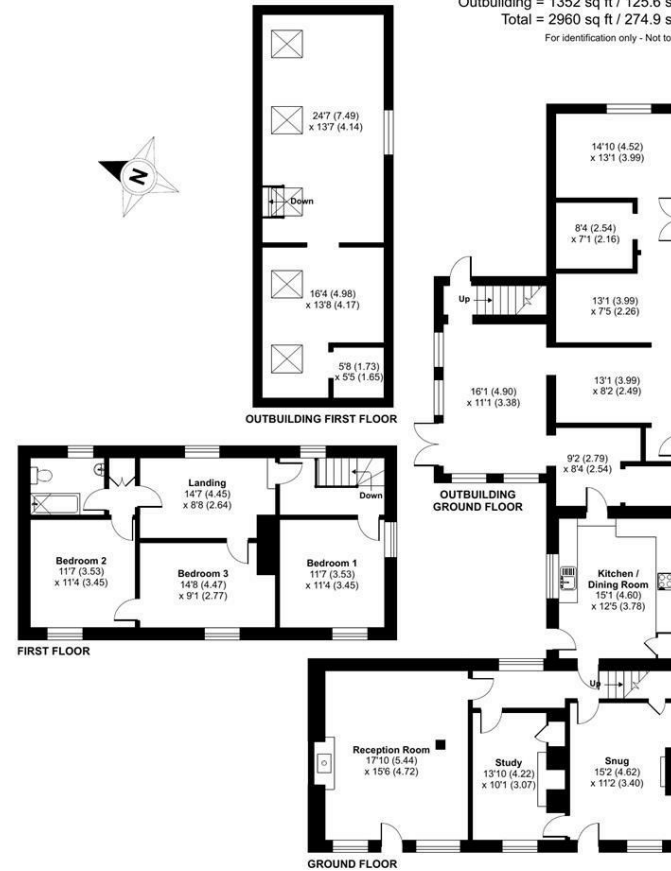 Outbuilding = 1352 sq ft / 125.6 s
Total = 2960 sq ft / 274.9 s
For identification only - Not to
N
24'7 (7.49)
x 13'7 (4.14)
Down
16'4 (4.98)
x 13'8 (4.17)
5'8 (1.73)
x 5'5 (1.65)
OUTBUILDING FIRST FLOOR
14'10 (4.52)
x 13'1 (3.99)
8'4 (2.54)
x 7'1 (2.16)
13'1 (3.99)
x 7'5 (2.26)
Up
16'1 (4.90)
x 11'1 (3.38)
13'1 (3.99)
x 8'2 (2.49)
9'2 (2.79)
x 8'4 (2.54)
OUTBUILDING
GROUND FLOOR
Landing
14'7 (4.45)
x 8'8 (2.64)
Down
Bedroom 2
11'7 (3.53)
x 11'4 (3.45)
Bedroom 3
14'8 (4.47)
x 9'1 (2.77)
Bedroom 1
11'7 (3.53)
x 11'4 (3.45)
FIRST FLOOR
Kitchen /
Dining Room
15'1 (4.60)
x 12'5 (3.78)
Up
Reception Room
17'10 (5.44)
x 15'6 (4.72)
Study
13'10 (4.22)
x 10'1 (3.07)
Snug
15'2 (4.62)
x 11'2 (3.40)
GROUND FLOOR